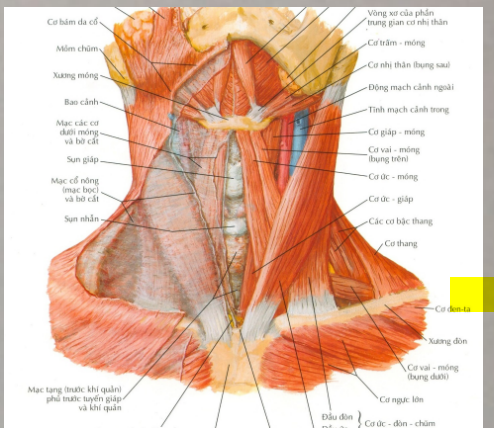 Cơ bám da cổ
Mỏm chũm
Xương móng
Bao cảnh
Mạc các cơ
dưới móng
và bờ cắt
Sụn giáp
Mạc cổ nông
(mạc bọc)
và bờ cắt
Sụn nhẫn
Mạc tạng (trước khí quản)
phủ trước tuyến giáp
và khí quản
Vòng xơ của phần
trung gian cơ nhị thân
Cơ trâm - móng
Cơ nhị thân (bụng sau)
Động mạch cảnh ngoài
Tĩnh mạch cảnh trong
Cơ giáp - móng
Cơ vai - móng
(bụng trên)
Cơ ức - móng
Cơ ức - giáp
Các cơ bậc thang
Cơ thang
Cơ đen-ta
Xương đòn
Cơ vai - móng
(bụng dưới)
Cơ ngực lớn
Đầu đòn
Cơ ức - đòn - chũm